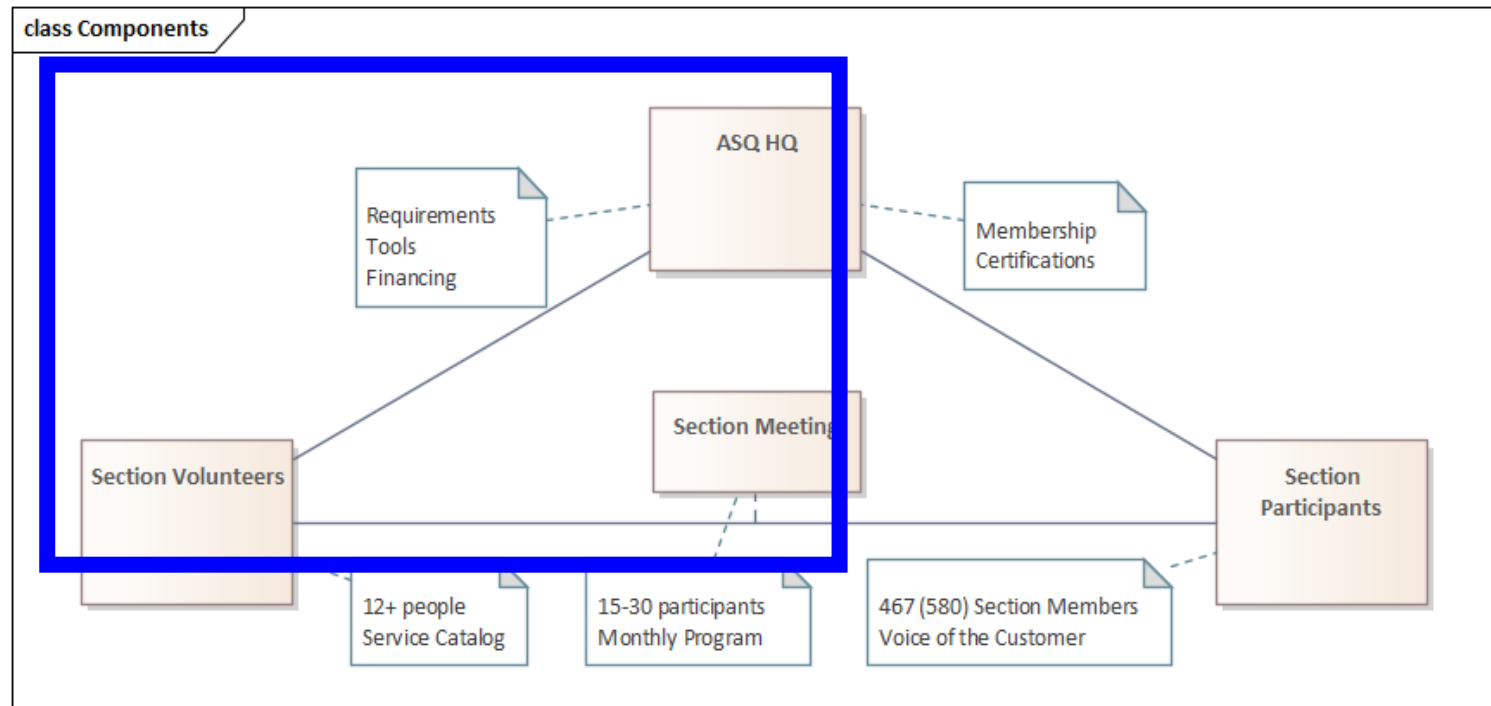 class Components
ASQ HQ
Requirements
Tools
Financing
Membership
Certifications
Section Meeting
Section Volunteers
Section
Participants
12+ people
Service Catalog
15-30 participants
Monthly Program
467 (580) Section Members
Voice of the Customer